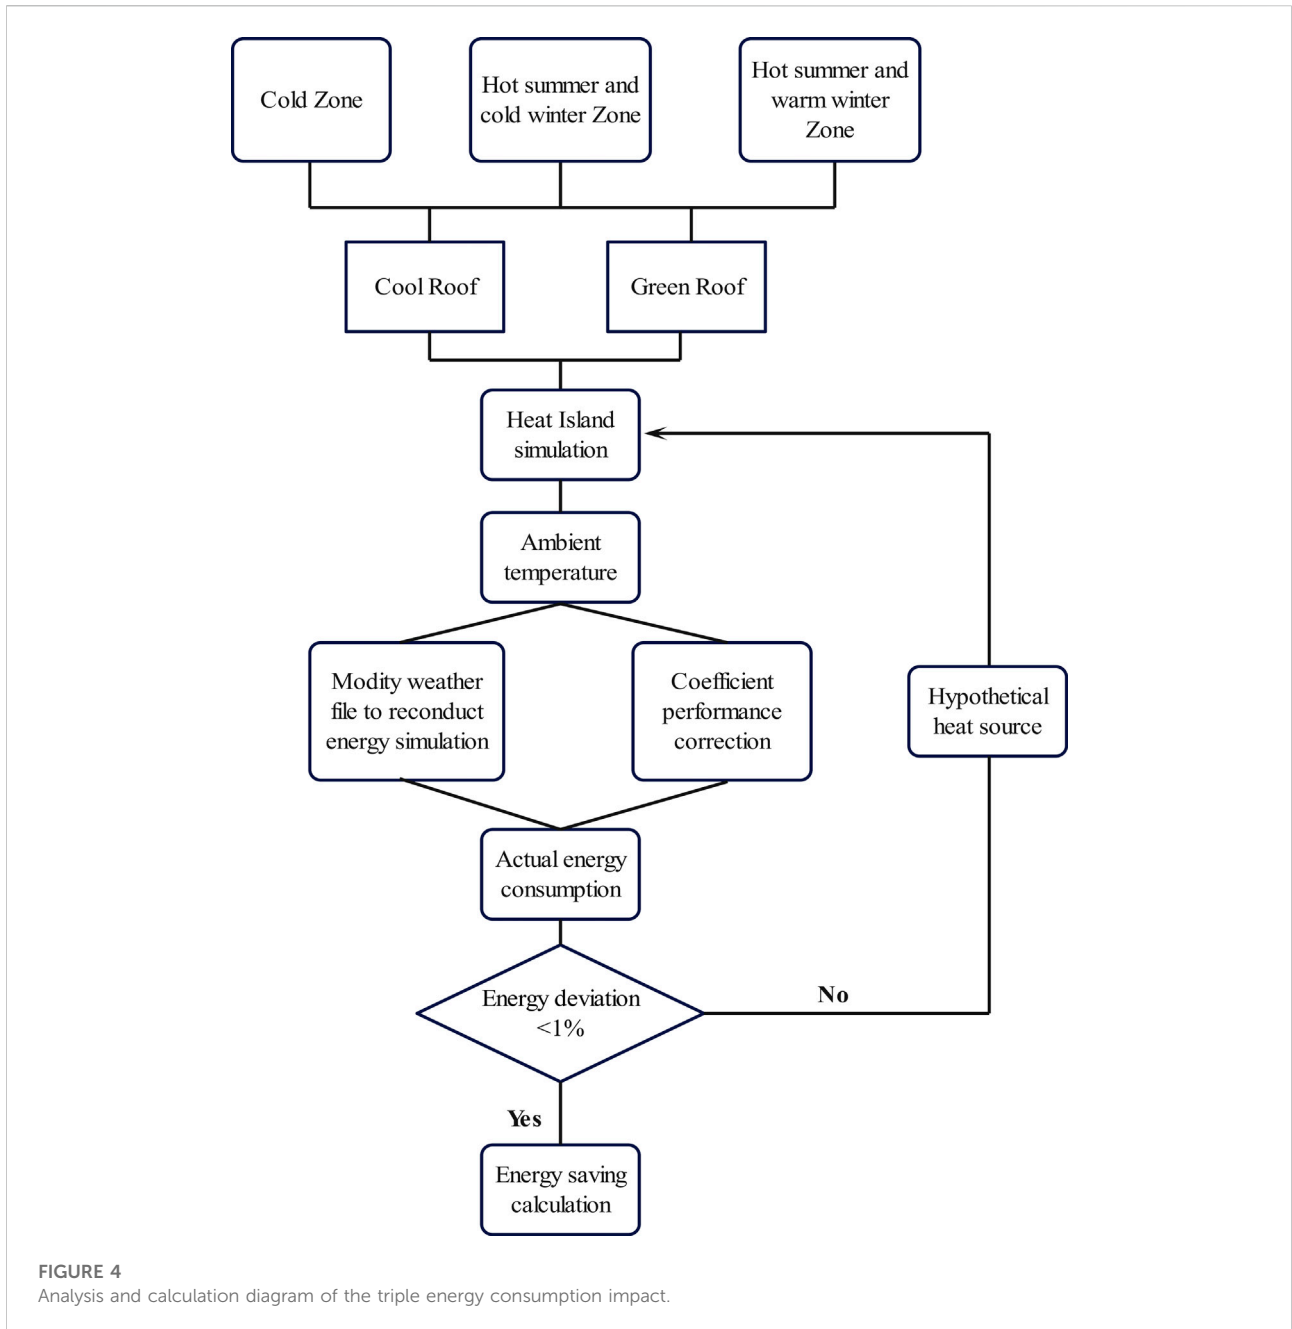 Cold Zone
Hot summer and
cold winter Zone
Hot summer and
warm winter
Zone
Cool Roof
Green Roof
Heat Island
simulation
Ambient
temperature
Modity weather
file to reconduct
energy simulation
Coefficient
performance
correction
Hypothetical
heat source
Actual energy
consumption
Energy deviation
<1%
No
Yes
Energy saving
calculation
FIGURE 4
Analysis and calculation diagram of the triple energy consumption impact.